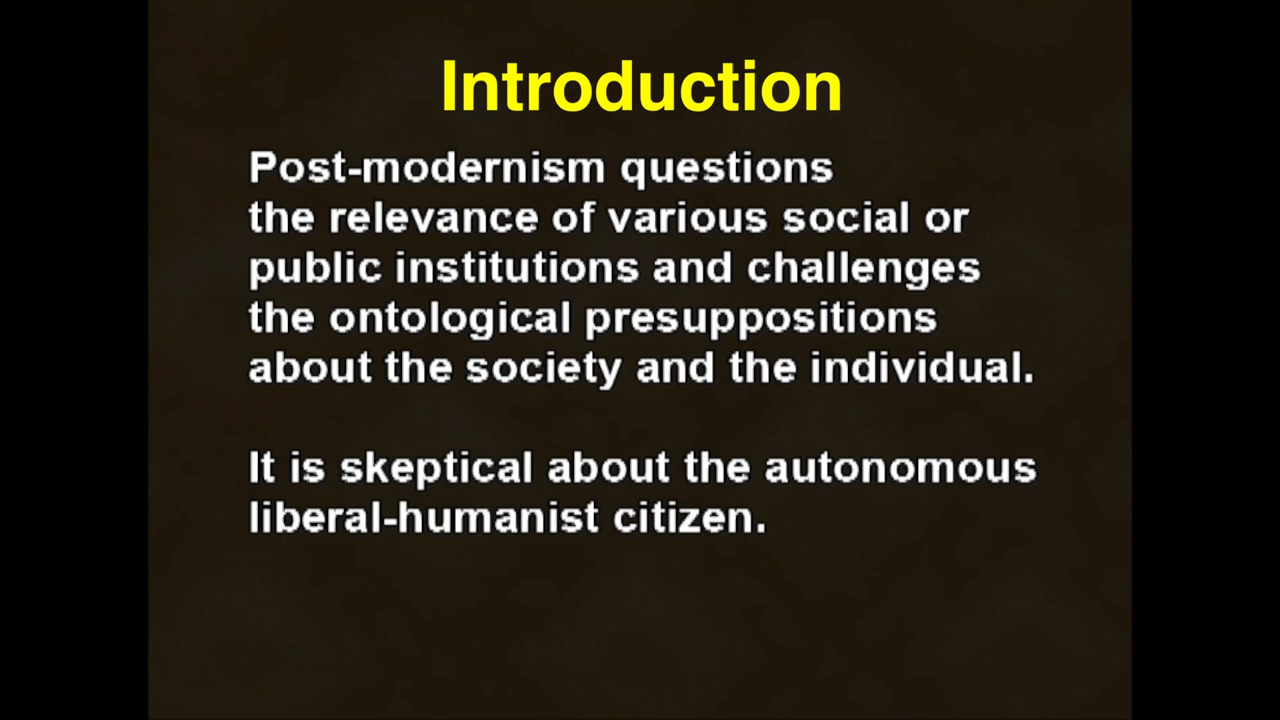 Introduction
Post-modernism questions
the relevance of various social or
public institutions and challenges
the ontological presuppositions
about the society and the individual.
It is skeptical about the autonomous
liberal-humanist citizen.